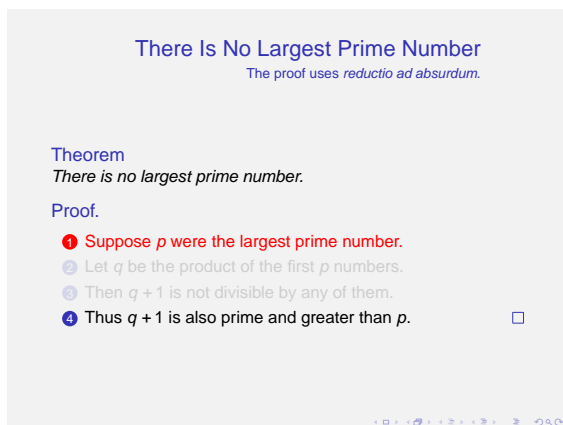 There Is No Largest Prime Number
The proof uses reductio ad absurdum.
Theorem
There is no largest prime number.
Proof.
1 Suppose p were the largest prime number.
2 Let q be the product of the first p numbers.
3 Then q + 1 is not divisible by any of them.
4 Thus q + 1 is also prime and greater than p.